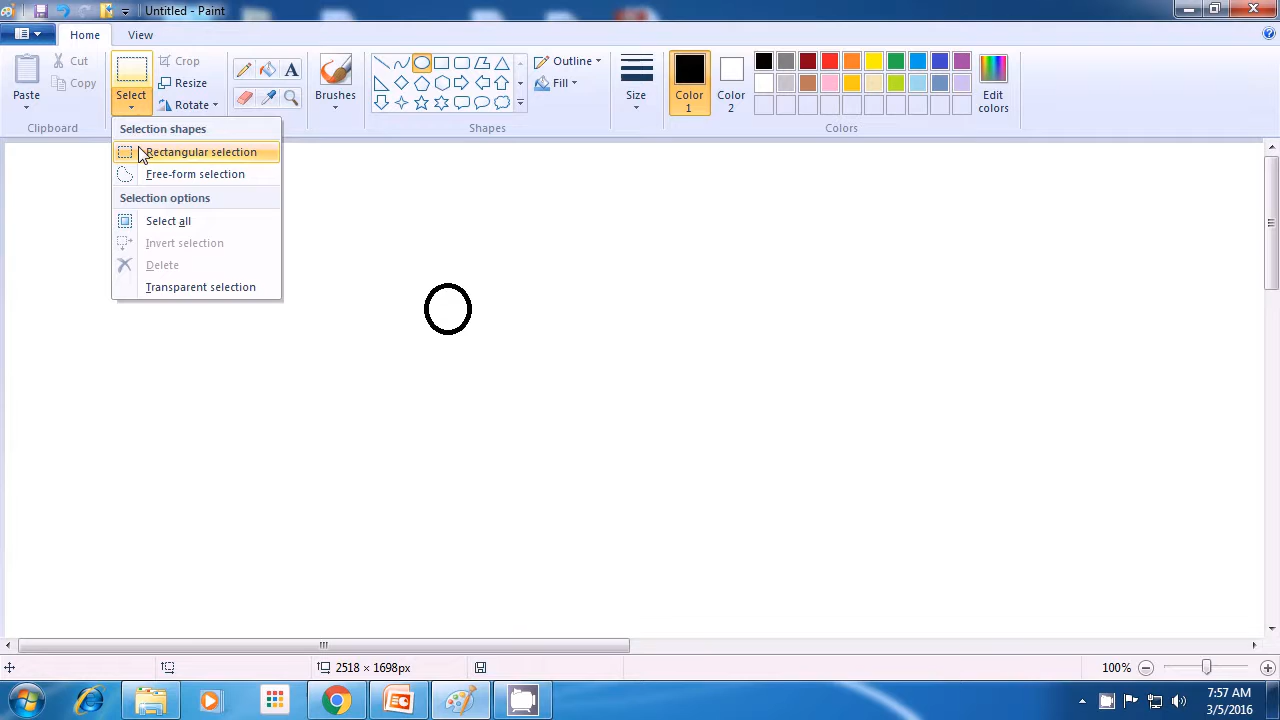 Untitled - Paint
Home
View
Paste
Cut
Copy
Clipboard
Select
Crop
Resize
Rotate
Brushes
Shapes
Outline
Fill
Size
Color 1
Color 2
Edit colors
Colors
Selection shapes
Rectangular selection
Free-form selection
Selection options
Select all
Invert selection
Delete
Transparent selection
2518 × 1698px
100%
7:57 AM
3/5/2016